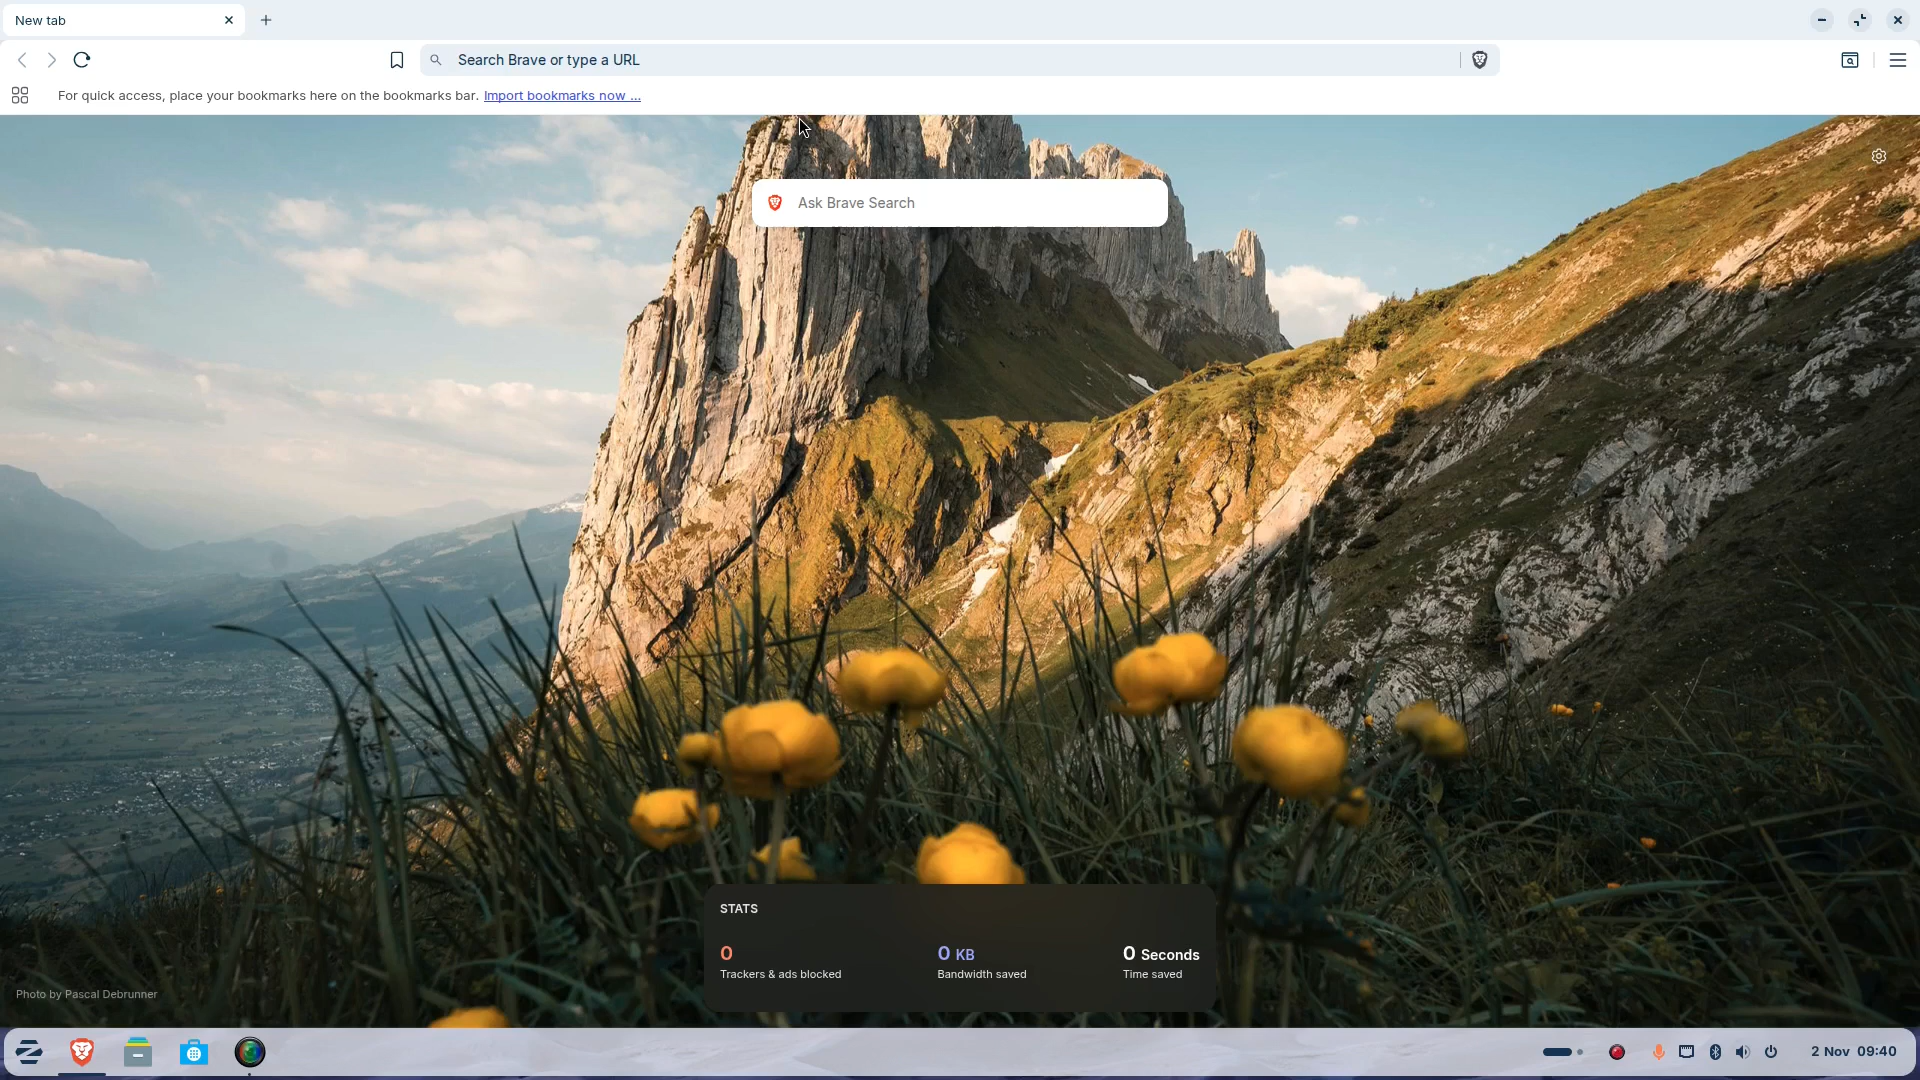 New tab
Search Brave or type a URL
For quick access, place your bookmarks here on the bookmarks bar. Import bookmarks now ...
Ask Brave Search
STATS
0 0 KB 0 Seconds
Trackers & ads blocked Bandwidth saved Time saved
Photo by Pascal Debrunner
2 Nov 09:40